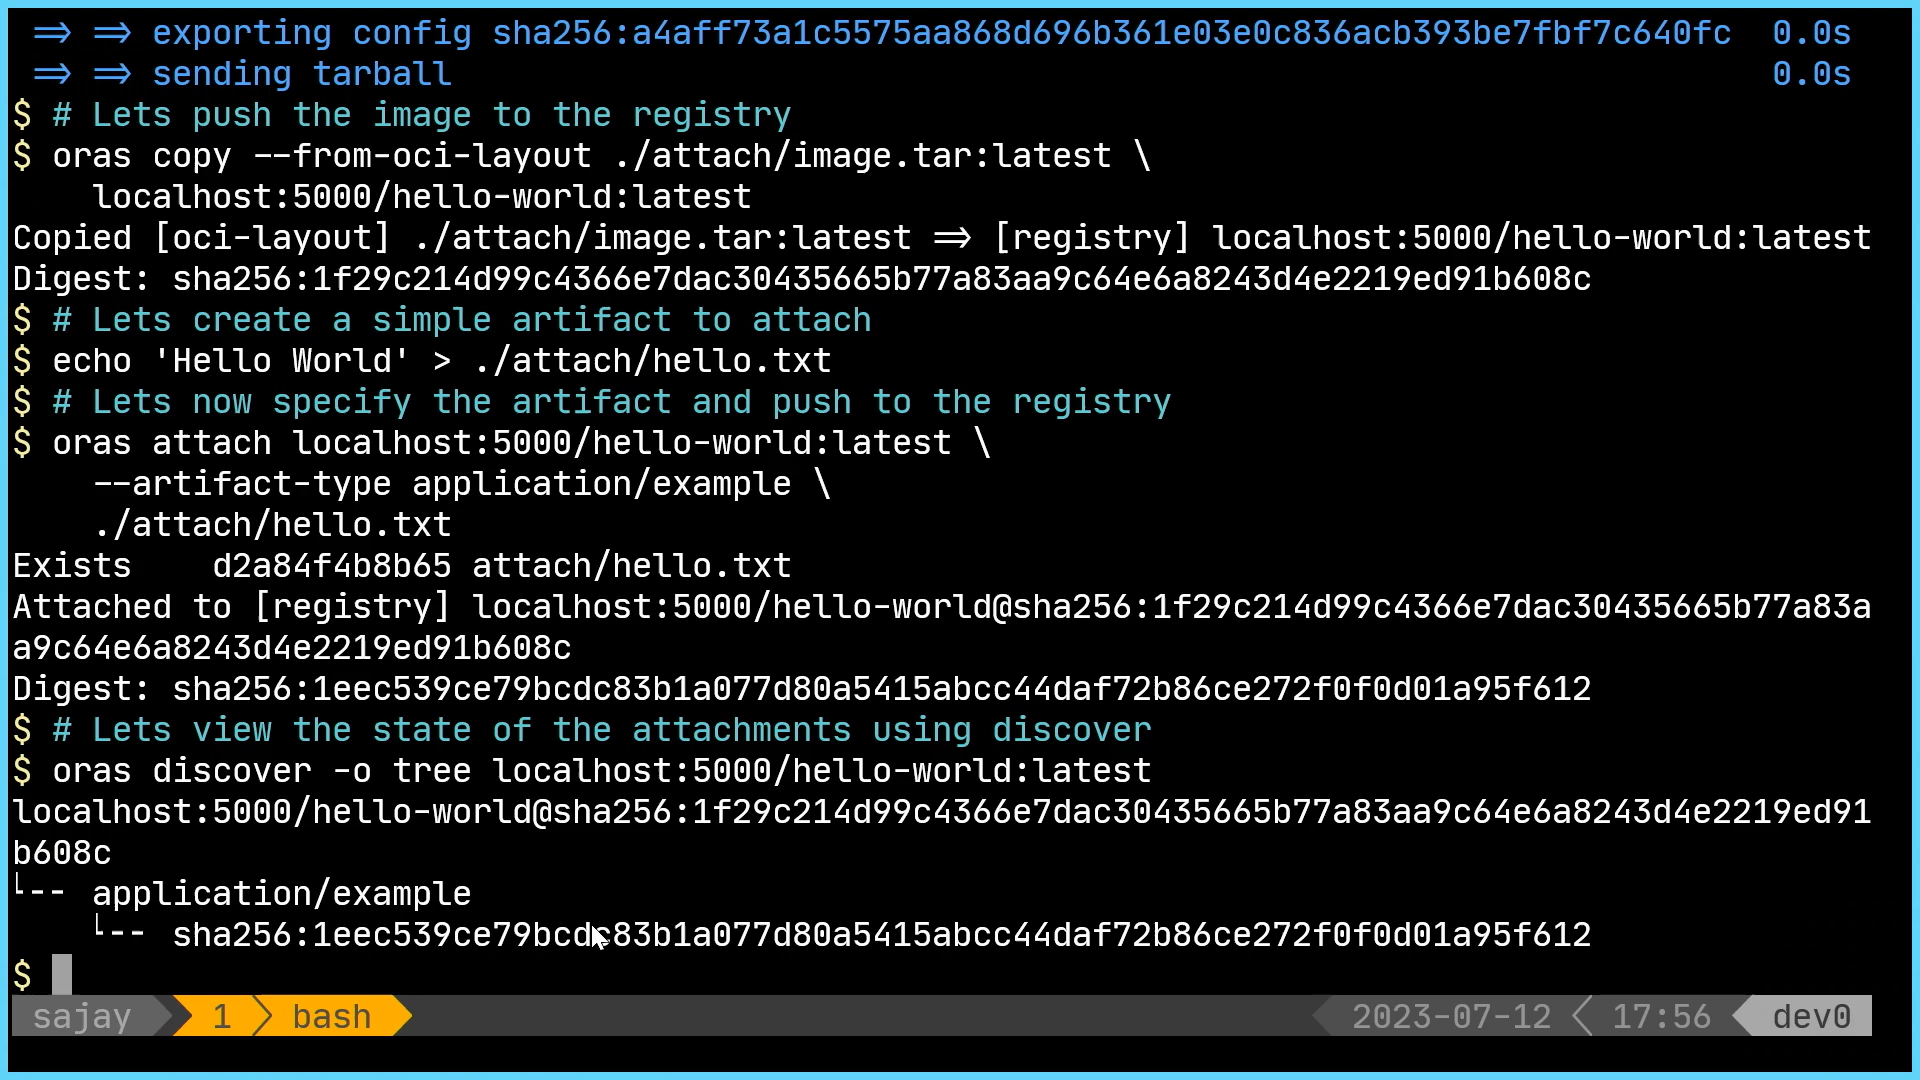 => => exporting config sha256:a4aff73a1c5575aa868d696b361e03e0c836acb393be7fbf7c640fc 0.0s
=> => sending tarball 0.0s
$ # Lets push the image to the registry
$ oras copy --from-oci-layout ./attach/image.tar:latest \
localhost:5000/hello-world:latest
Copied [oci-layout] ./attach/image.tar:latest => [registry] localhost:5000/hello-world:latest
Digest: sha256:1f29c214d99c4366e7dac30435665b77a83aa9c64e6a8243d4e2219ed91b608c
$ # Lets create a simple artifact to attach
$ echo 'Hello World' > ./attach/hello.txt
$ # Lets now specify the artifact and push to the registry
$ oras attach localhost:5000/hello-world:latest \
--artifact-type application/example \
./attach/hello.txt
Exists d2a84f4b8b65 attach/hello.txt
Attached to [registry] localhost:5000/hello-world@sha256:1f29c214d99c4366e7dac30435665b77a83a
a9c64e6a8243d4e2219ed91b608c
Digest: sha256:1eec539ce79bcdc83b1a077d80a5415abcc44daf72b86ce272f0f0d01a95f612
$ # Lets view the state of the attachments using discover
$ oras discover -o tree localhost:5000/hello-world:latest
localhost:5000/hello-world@sha256:1f29c214d99c4366e7dac30435665b77a83aa9c64e6a8243d4e2219ed91
b608c
└── application/example
└── sha256:1eec539ce79bcdc83b1a077d80a5415abcc44daf72b86ce272f0f0d01a95f612
$
sajay 1 bash 2023-07-12 17:56 dev0